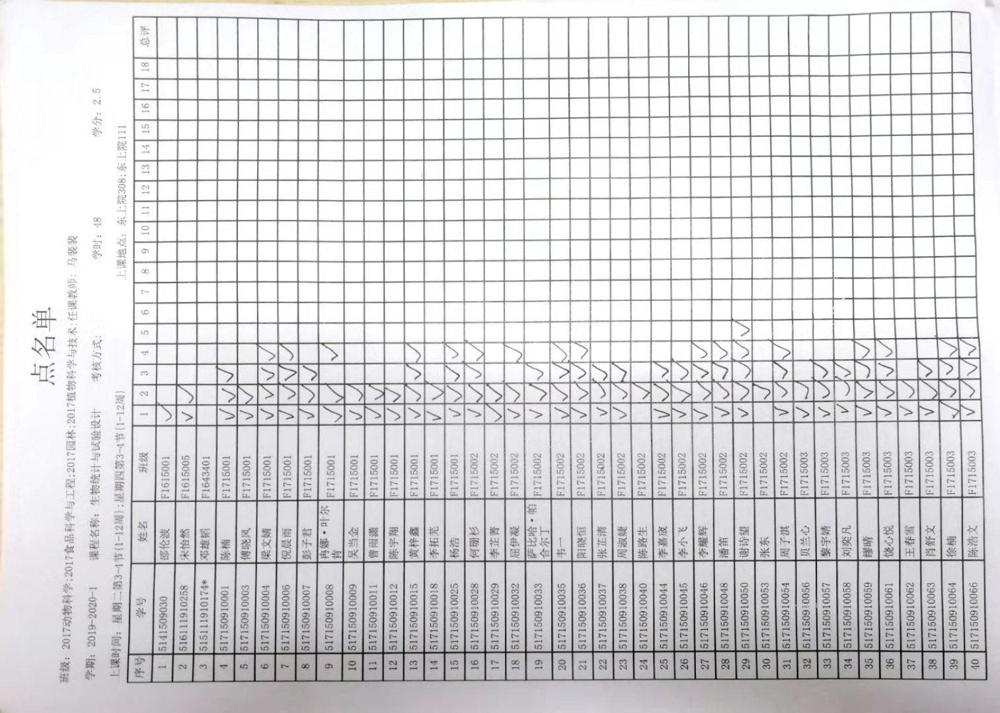 点名单
班级: 2017动物科学;2017食品科学与工程;2017园林;2017植物科学与技术;任课教师: 马裴裴
学期: 2019-2020-1 课程名称: 生物统计与试验设计 考核方式: 学时: 48 学分: 2.5
上课时间: 星期二第3-4节{1-12周};星期四第3-4节{1-12周} 上课地点: 东上院308;东上院111
序号 学号 姓名 班级 1 2 3 4 5 6 7 8 9 10 11 12 13 14 15 16 17 18 总评
1 5141509030 邵伦波 F1615001 ✓
2 516111910258 宋怡然 F1615005 ✓ ✓
3 515111910174* 邓雄韬 F1643401
4 517150910001 陈楠 F1715001 ✓ ✓ ✓
5 517150910003 傅晓风 F1715001 ✓ ✓
6 517150910004 梁文婧 F1715001 ✓ ✓ ✓ ✓
7 517150910006 倪晨雨 F1715001 ✓ ✓ ✓ ✓
8 517150910007 彭子君 F1715001 ✓ ✓ ✓
9 517150910008 冉娜·叶尔肯 F1715001 ✓ ✓ ✓
10 517150910009 吴当金 F1715001 ✓ ✓
11 517150910011 曾雨潇 F1715001 ✓ ✓
12 517150910012 陈宇翔 F1715001 ✓ ✓
13 517150910015 黄梓鑫 F1715001 ✓ ✓ ✓ ✓
14 517150910018 李拓芜 F1715001 ✓ ✓
15 517150910025 杨浩 F1715001 ✓ ✓ ✓ ✓
16 517150910028 何珊杉 F1715002 ✓ ✓ ✓ ✓
17 517150910029 李芷菁 F1715002 ✓ ✓
18 517150910032 屈伊凝 F1715002 ✓ ✓ ✓
19 517150910033 萨比哈·帕合尔丁 F1715002 ✓ ✓ ✓
20 517150910035 韦一 F1715002 ✓ ✓ ✓ ✓
21 517150910036 阳晓恒 F1715002 ✓ ✓ ✓ ✓
22 517150910037 张芷清 F1715002 ✓ ✓ ✓
23 517150910038 周淑婕 F1715002 ✓ ✓ ✓
24 517150910040 陈路生 F1715002 ✓
25 517150910044 李嘉宬 F1715002 ✓ ✓ ✓
26 517150910045 李小飞 F1715002 ✓ ✓ ✓
27 517150910046 李耀辉 F1715002 ✓ ✓ ✓ ✓
28 517150910048 潘笛 F1715002 ✓ ✓ ✓ ✓
29 517150910050 谢诗望 F1715002 ✓ ✓ ✓ ✓ ✓
30 517150910053 张东 F1715002 ✓
31 517150910054 周子淇 F1715002 ✓ ✓ ✓ ✓
32 517150910056 贝兰心 F1715003 ✓ ✓
33 517150910057 黎宇婧 F1715003 ✓ ✓ ✓
34 517150910058 刘奕凡 F1715003 ✓ ✓ ✓
35 517150910059 缪晴 F1715003 ✓ ✓ ✓ ✓
36 517150910061 饶心悦 F1715003 ✓ ✓ ✓ ✓
37 517150910062 王春雪 F1715003 ✓ ✓
38 517150910063 肖舒文 F1715003 ✓ ✓ ✓
39 517150910064 徐楠 F1715003 ✓ ✓ ✓ ✓
40 517150910066 陈浩文 F1715003 ✓ ✓ ✓ ✓